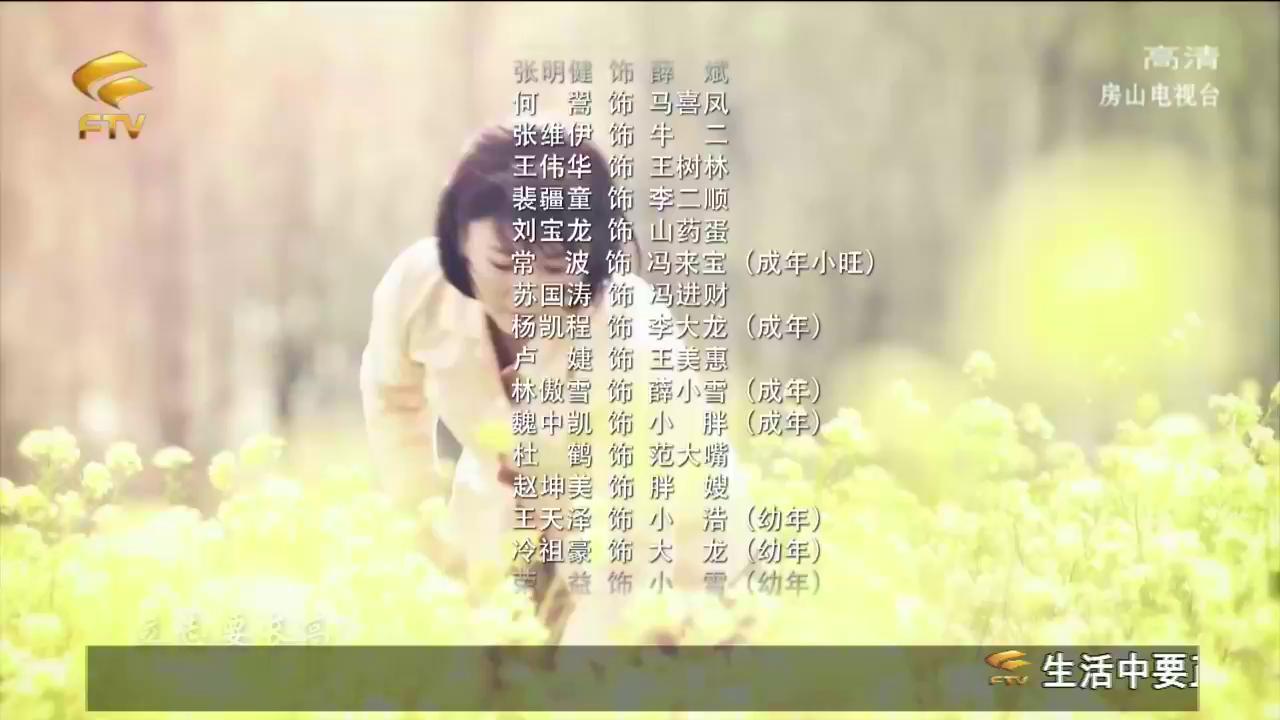 高清
房山电视台
FTV
张明健 饰 薛 斌
何 翯 饰 马喜凤
张维伊 饰 牛 二
王伟华 饰 王树林
裴疆童 饰 李二顺
刘宝龙 饰 山药蛋
常 波 饰 冯来宝（成年小旺）
苏国涛 饰 冯进财
杨凯程 饰 李大龙（成年）
卢 婕 饰 王美惠
林傲雪 饰 薛小雪（成年）
魏中凯 饰 小 胖（成年）
杜 鹤 饰 范大嘴
赵坤美 饰 胖 嫂
王天泽 饰 小 浩（幼年）
冷祖豪 饰 大 龙（幼年）
荣 益 饰 小 雪（幼年）
FTV 生活中要